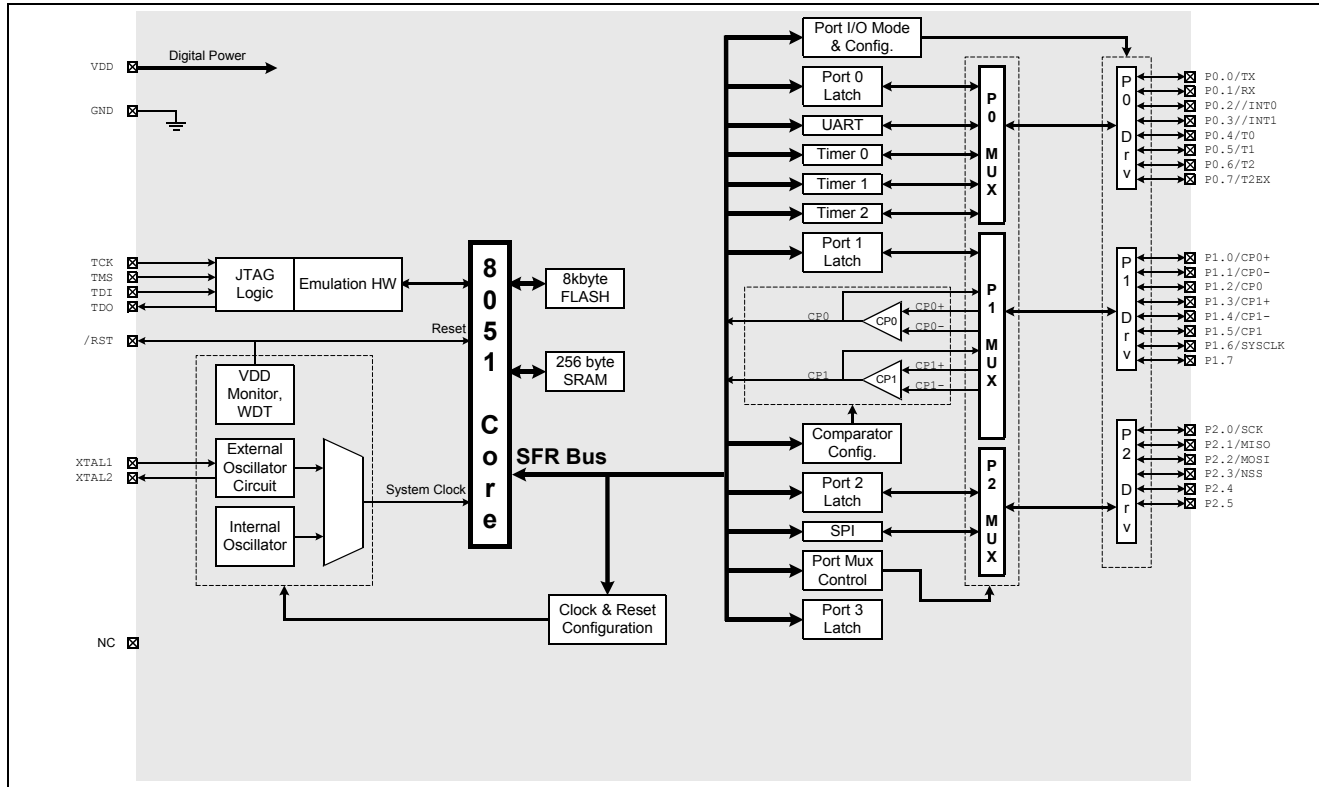 VDD
Digital Power
GND
TCK
TMS
TDI
TDO
JTAG
Logic
Emulation HW
/RST
Reset
VDD
Monitor,
WDT
XTAL1
XTAL2
External
Oscillator
Circuit
Internal
Oscillator
System Clock
NC
8
0
5
1
C
o
r
e
8kbyte
FLASH
256 byte
SRAM
SFR Bus
Clock & Reset
Configuration
Port I/O Mode
& Config.
Port 0
Latch
UART
Timer 0
Timer 1
Timer 2
Port 1
Latch
CP0
CP0
CP0+
CP0-
CP1
CP1
CP1+
CP1-
Comparator
Config.
Port 2
Latch
SPI
Port Mux
Control
Port 3
Latch
P
0
M
U
X
P
1
M
U
X
P
2
M
U
X
P
0
D
r
v
P
1
D
r
v
P
2
D
r
v
P0.0/TX
P0.1/RX
P0.2//INT0
P0.3//INT1
P0.4/T0
P0.5/T1
P0.6/T2
P0.7/T2EX
P1.0/CP0+
P1.1/CP0-
P1.2/CP0
P1.3/CP1+
P1.4/CP1-
P1.5/CP1
P1.6/SYSCLK
P1.7
P2.0/SCK
P2.1/MISO
P2.2/MOSI
P2.3/NSS
P2.4
P2.5